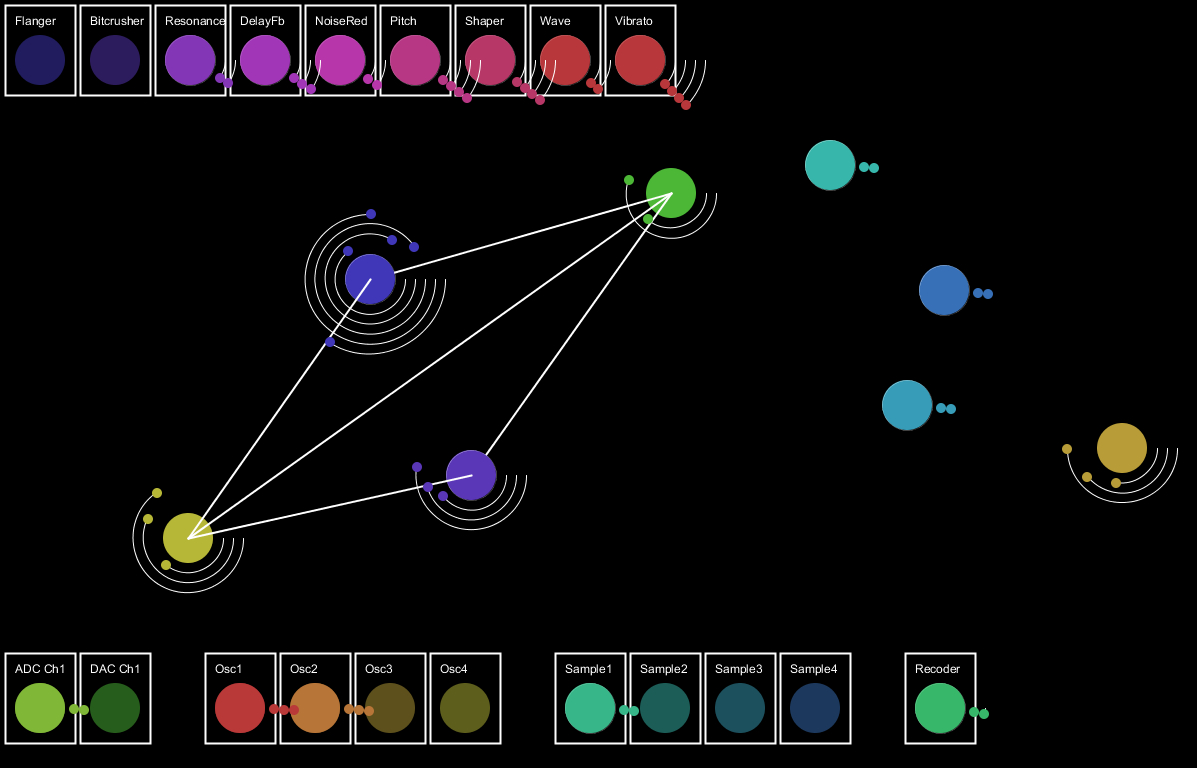 Flanger
Bitcrusher
Resonance
DelayFb
NoiseRed
Pitch
Shaper
Wave
Vibrato
ADC Ch1
DAC Ch1
Osc1
Osc2
Osc3
Osc4
Sample1
Sample2
Sample3
Sample4
Recoder